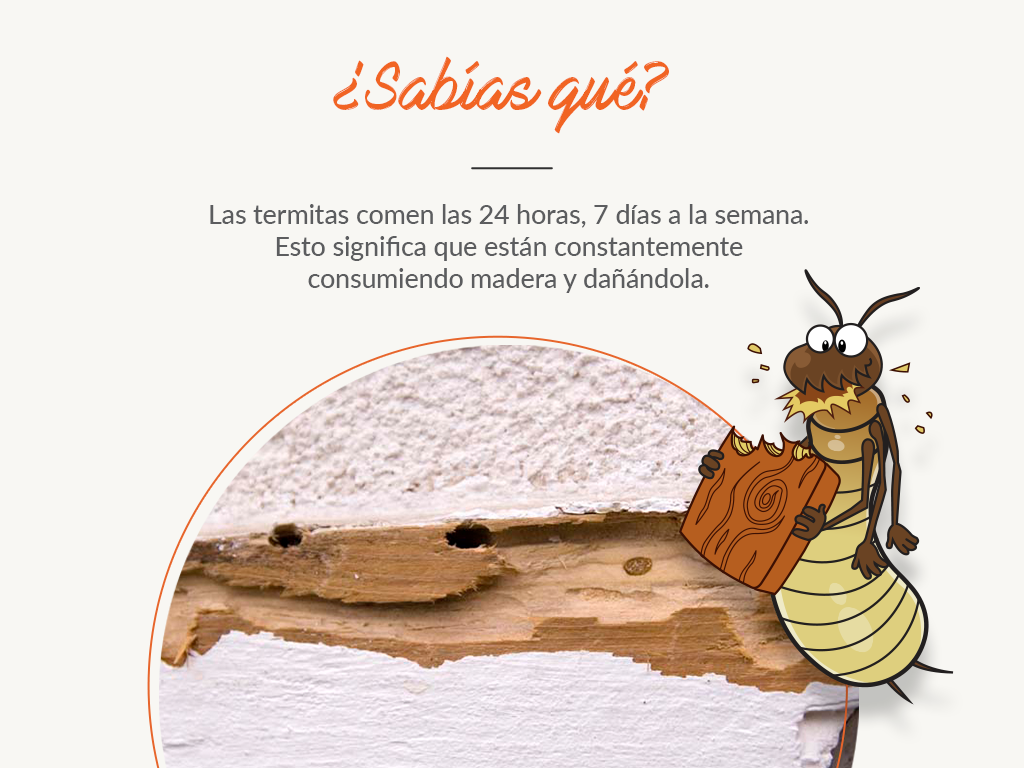 ¿Sabías qué?
Las termitas comen las 24 horas, 7 días a la semana.
Esto significa que están constantemente
consumiendo madera y dañándola.